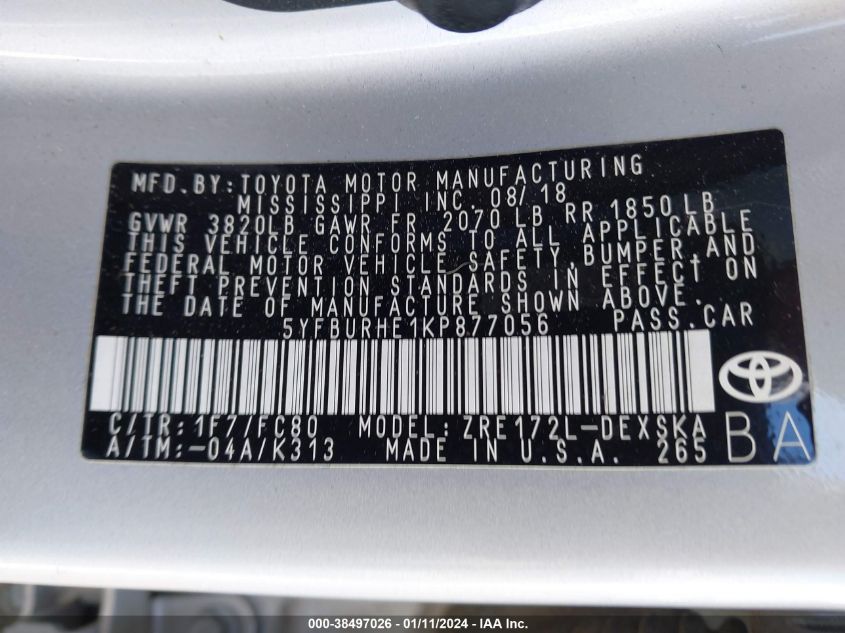 MFD.BY:TOYOTA MOTOR MANUFACTURING
MISSISSIPPI INC. 08/18
GVWR 3820LB GAWR FR 2070 LB RR 1850 LB
THIS VEHICLE CONFORMS TO ALL APPLICABLE
FEDERAL MOTOR VEHICLE SAFETY,BUMPER,AND
THEFT PREVENTION STANDARDS IN EFFECT ON
THE DATE OF MANUFACTURE SHOWN ABOVE.
5YFBURHE1KP877056 PASS.CAR
C/TR:1F7/FC80 MODEL:ZRE172L-DEXSKA
A/TM:-04A/K313 MADE IN U.S.A. 265
BA
000-38497026 - 01/11/2024 - IAA Inc.